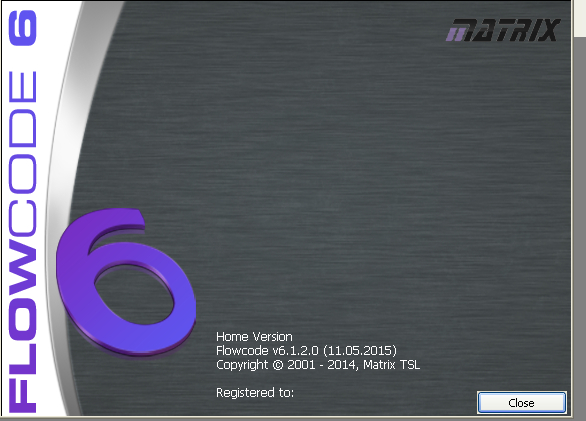 FLOWCODE 6
MATRIX
6
Home Version
Flowcode v6.1.2.0 (11.05.2015)
Copyright © 2001 - 2014, Matrix TSL
Registered to:
Close